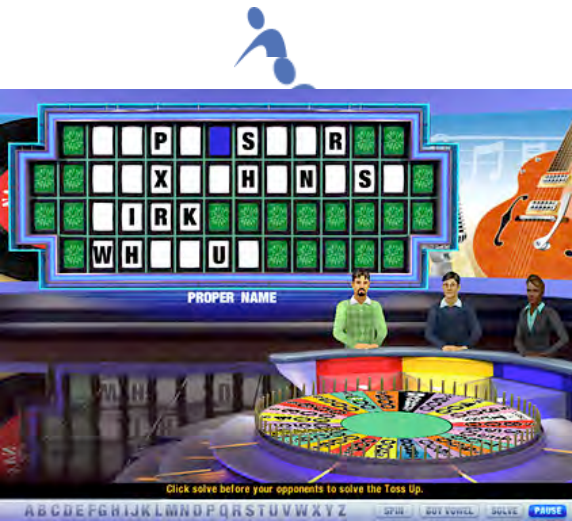 P S R
X H N S
IRK
WH U
PROPER NAME
Click solve before your opponents to solve the Toss Up.
A B C D E F G H I J K L M N O P Q R S T U V W X Y Z SPIN BUY VOWEL SOLVE PAUSE